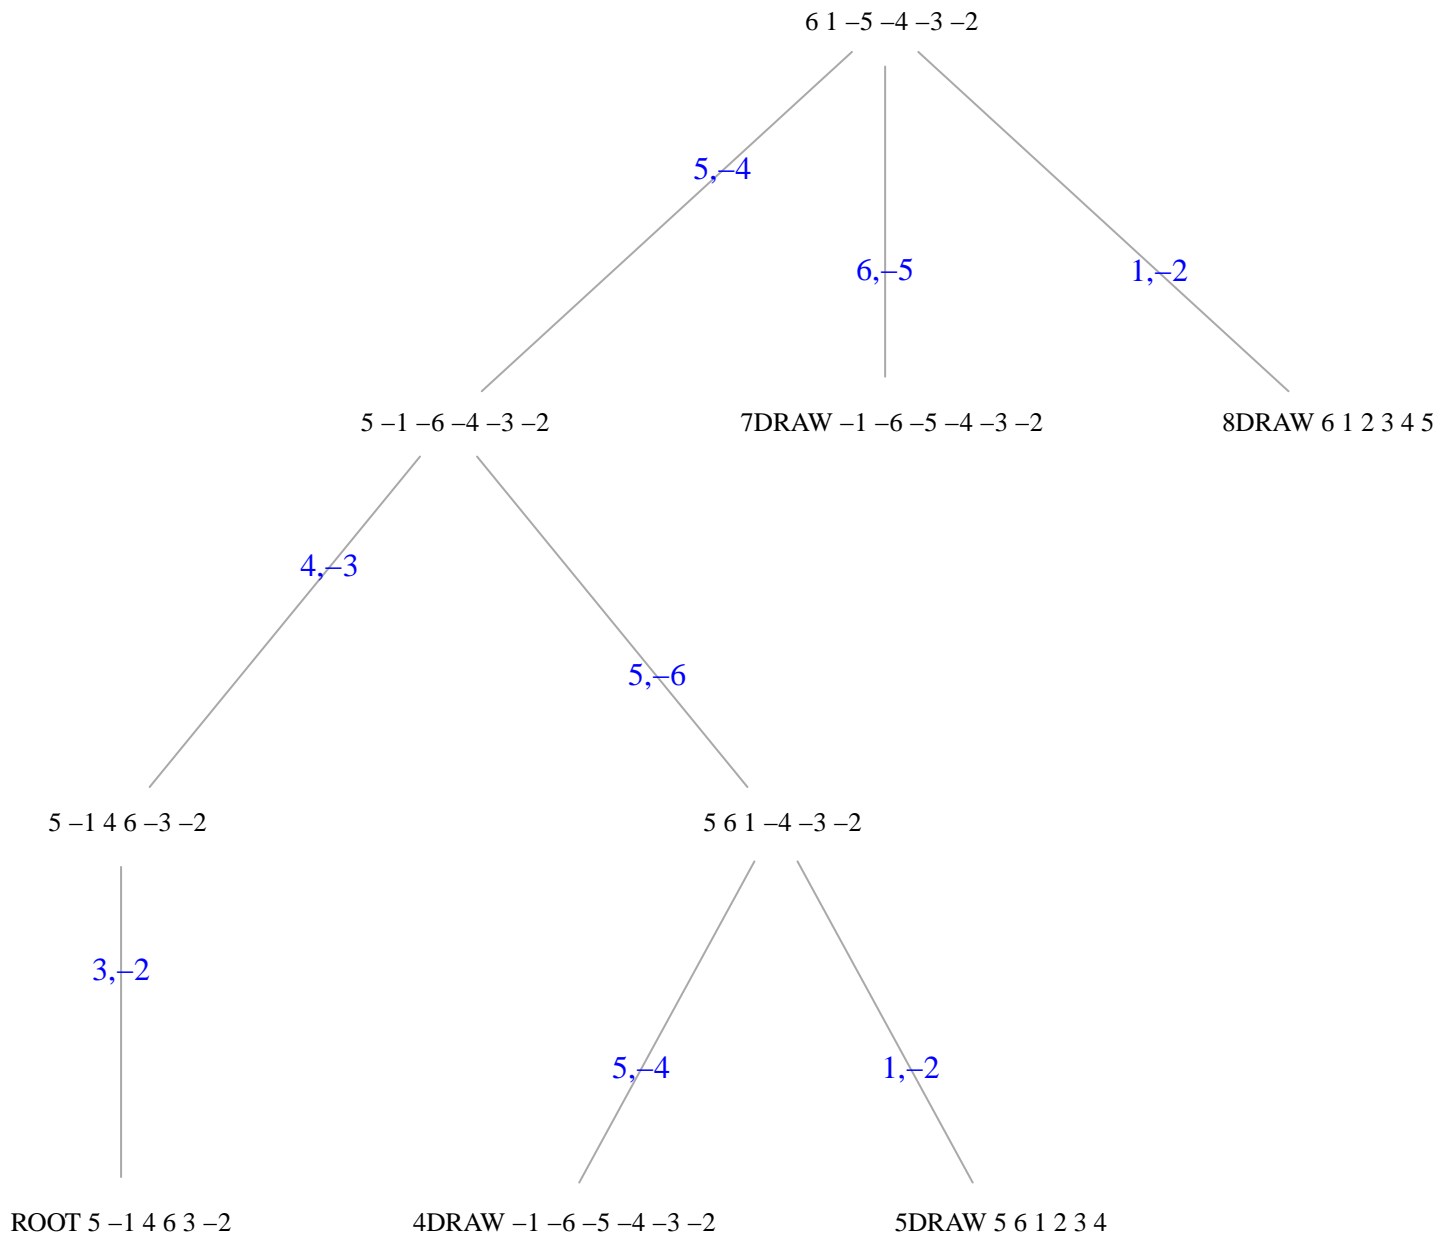 6 1 –5 –4 –3 –2
5,–4
6,–5
1,–2
5 –1 –6 –4 –3 –2
7DRAW –1 –6 –5 –4 –3 –2
8DRAW 6 1 2 3 4 5
4,–3
5,–6
5 –1 4 6 –3 –2
5 6 1 –4 –3 –2
3,–2
5,–4
1,–2
ROOT 5 –1 4 6 3 –2
4DRAW –1 –6 –5 –4 –3 –2
5DRAW 5 6 1 2 3 4